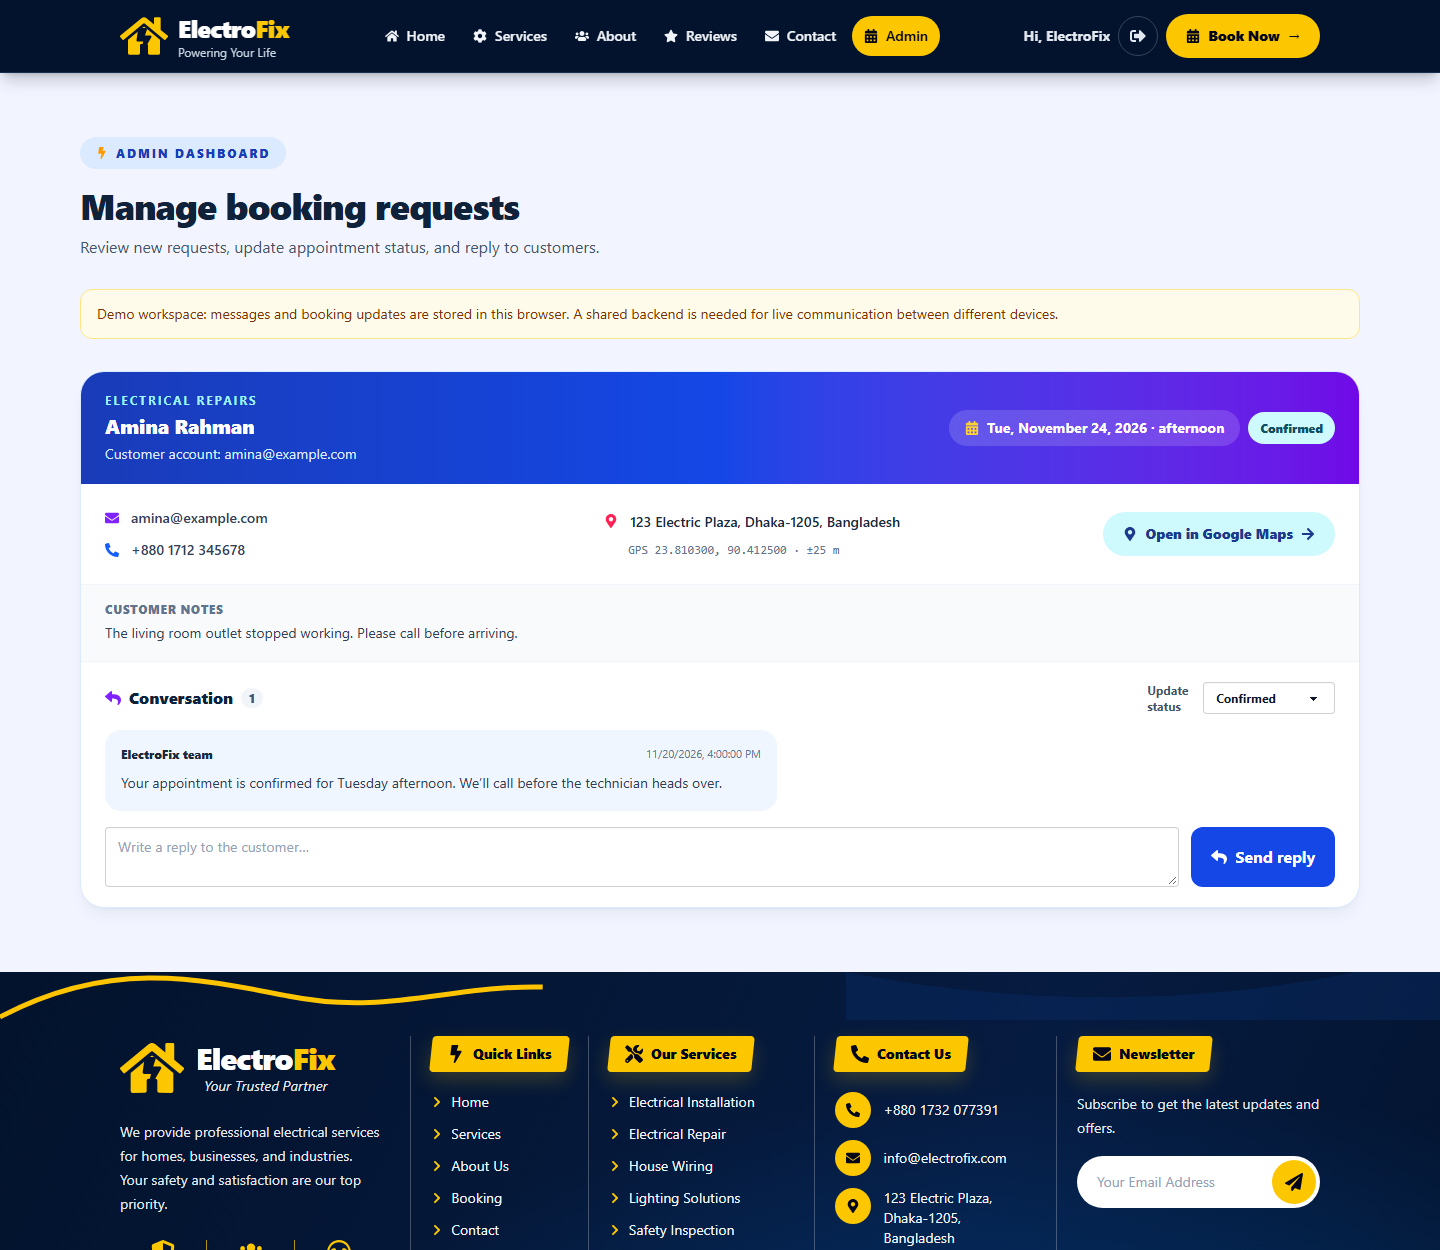 ElectroFix
Powering Your Life
Home
Services
About
Reviews
Contact
Admin
Hi, ElectroFix
Book Now →
ADMIN DASHBOARD
Manage booking requests
Review new requests, update appointment status, and reply to customers.
Demo workspace: messages and booking updates are stored in this browser. A shared backend is needed for live communication between different devices.
ELECTRICAL REPAIRS
Amina Rahman
Customer account: amina@example.com
Tue, November 24, 2026 · afternoon
Confirmed
amina@example.com
+880 1712 345678
123 Electric Plaza, Dhaka-1205, Bangladesh
GPS 23.810300, 90.412500 · ±25 m
Open in Google Maps →
CUSTOMER NOTES
The living room outlet stopped working. Please call before arriving.
Conversation 1
Update
status
Confirmed
ElectroFix team
11/20/2026, 4:00:00 PM
Your appointment is confirmed for Tuesday afternoon. We’ll call before the technician heads over.
Write a reply to the customer...
Send reply
ElectroFix
Your Trusted Partner
We provide professional electrical services
for homes, businesses, and industries.
Your safety and satisfaction are our top
priority.
Quick Links
Home
Services
About Us
Booking
Contact
Our Services
Electrical Installation
Electrical Repair
House Wiring
Lighting Solutions
Safety Inspection
Contact Us
+880 1732 077391
info@electrofix.com
123 Electric Plaza,
Dhaka-1205,
Bangladesh
Newsletter
Subscribe to get the latest updates and
offers.
Your Email Address